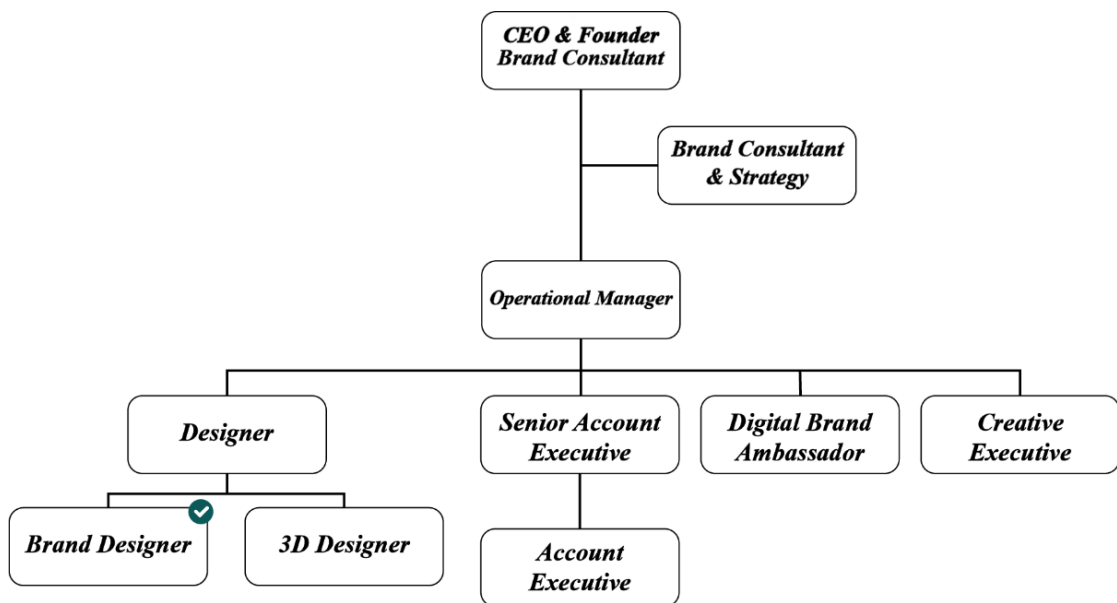 CEO & Founder
Brand Consultant
Brand Consultant
& Strategy
Operational Manager
Designer
Senior Account
Executive
Digital Brand
Ambassador
Creative
Executive
Brand Designer
3D Designer
Account
Executive